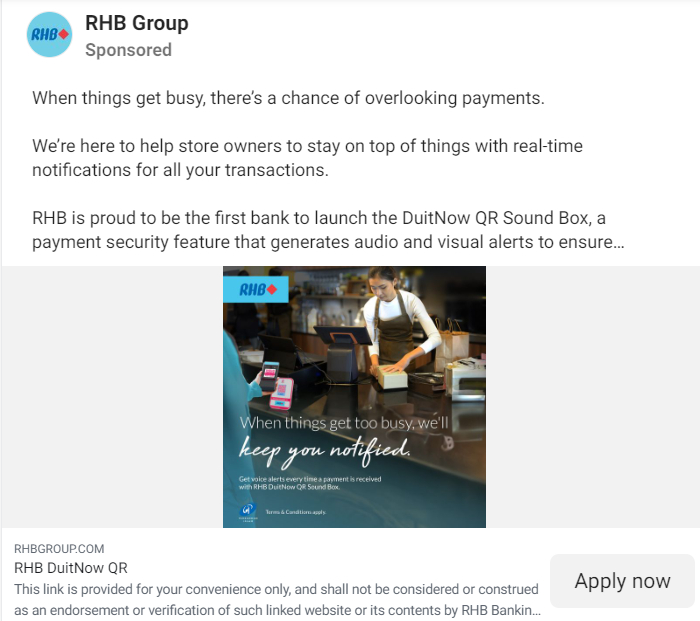 RHB
RHB Group
Sponsored
When things get busy, there's a chance of overlooking payments.
We're here to help store owners to stay on top of things with real-time
notifications for all your transactions.
RHB is proud to be the first bank to launch the DuitNow QR Sound Box, a
payment security feature that generates audio and visual alerts to ensure...
RHB
When things get too busy, we'll
keep you notified.
Get voice alerts every time a payment is received
with RHB DuitNow QR Sound Box.
Terms & Conditions apply.
RHBGROUP.COM
RHB DuitNow QR
This link is provided for your convenience only, and shall not be considered or construed
as an endorsement or verification of such linked website or its contents by RHB Bankin...
Apply now